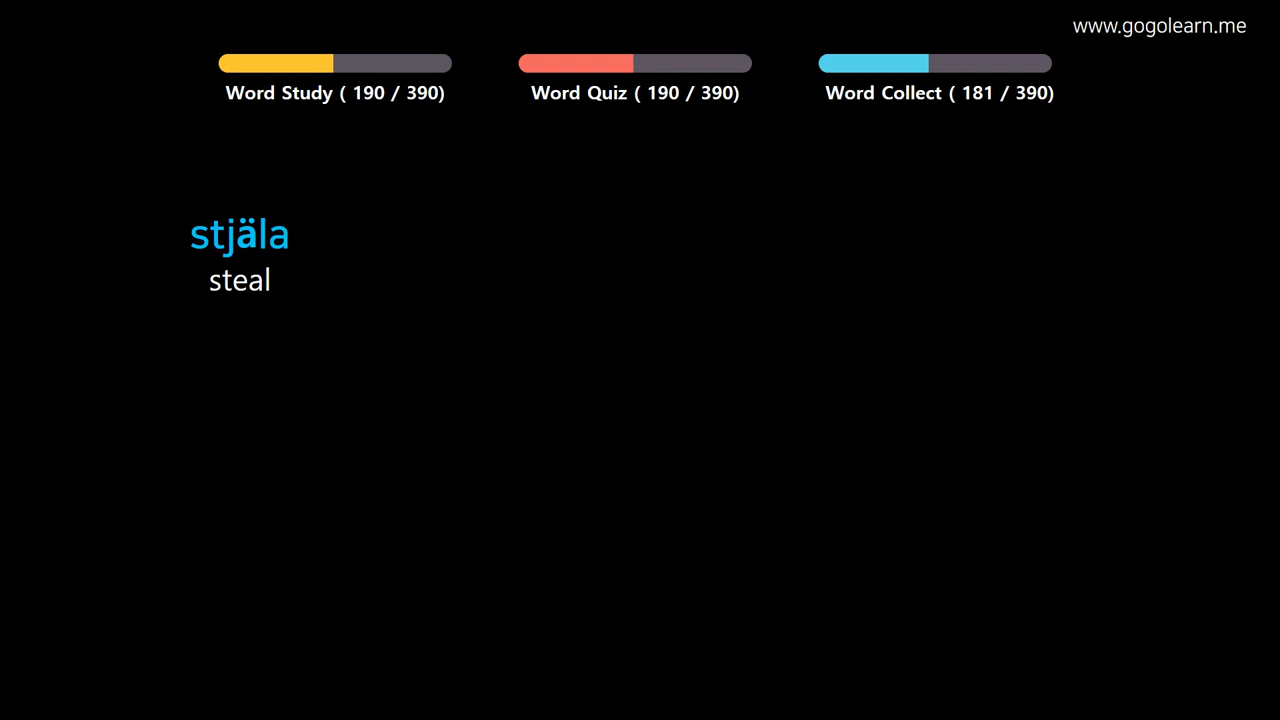 www.gogolearn.me
Word Study ( 190 / 390)
Word Quiz ( 190 / 390)
Word Collect ( 181 / 390)
stjäla
steal